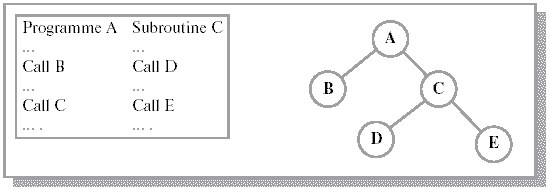 Programme A Subroutine C
... ...
Call B Call D
... ...
Call C Call E
... . ... .
A
B C
D E